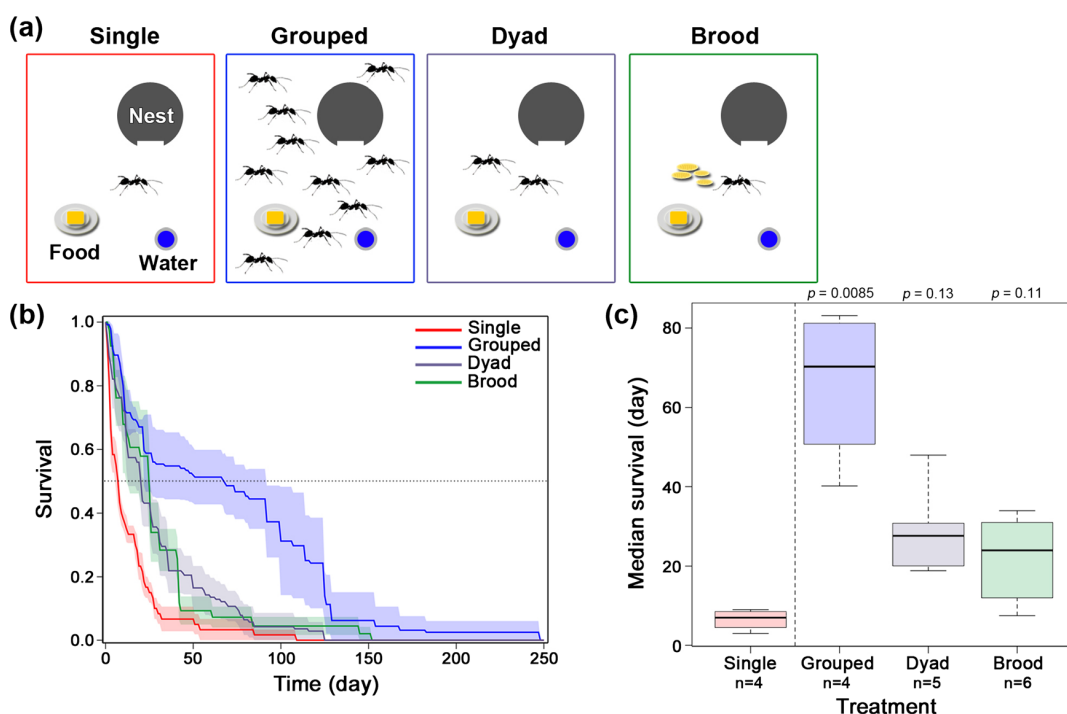 (a)
Single
Grouped
Dyad
Brood
Nest
Food
Water
(b)
1.0
0.8
0.6
0.4
0.2
0.0
Survival
0
50
100
150
200
250
Time (day)
Single
Grouped
Dyad
Brood
(c)
p = 0.0085
p = 0.13
p = 0.11
80
60
40
20
0
Median survival (day)
Single
n=4
Grouped
n=4
Dyad
n=5
Brood
n=6
Treatment